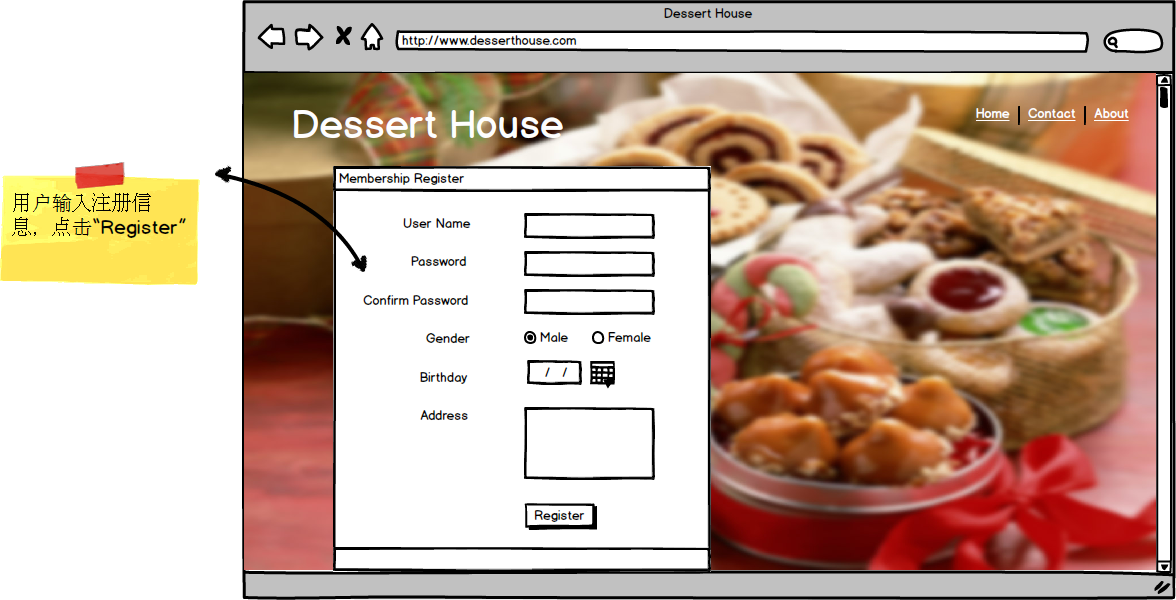 Dessert House
http://www.desserthouse.com
Dessert House
Home
Contact
About
用户输入注册信
息，点击“Register”
Membership Register
User Name
Password
Confirm Password
Gender
Male
Female
Birthday
/ /
Address
Register